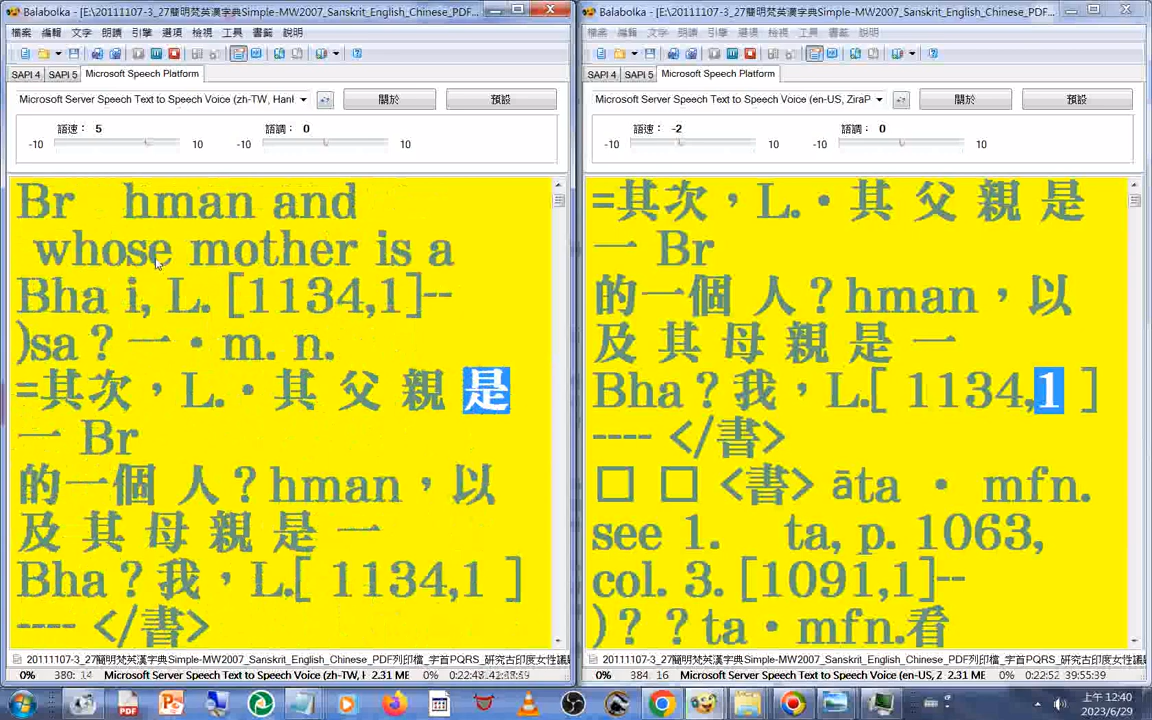 Balabolka - [E:\20111107-3_27簡明梵英漢字典Simple-MW2007_Sanskrit_English_Chinese_PDF...
檔案 編輯 文字 朗讀 引擎 選項 檢視 工具 書籤 說明
SAPI 4 SAPI 5 Microsoft Speech Platform
Microsoft Server Speech Text to Speech Voice (zh-TW, Hanl
關於 預設
語速： 5 語調： 0
-10 10 -10 10
Br hman and
whose mother is a
Bha i, L. [1134,1]--
)sa？一・m. n.
=其次，L.・其 父 親 是
一 Br
的一個 人？hman，以
及 其 母 親 是 一
Bha？我，L.[ 1134,1 ]
---- </書>
20111107-3_27簡明梵英漢字典Simple-MW2007_Sanskrit_English_Chinese_PDF列印檔_字首PQRS_研究古印度女性議
0% 380: 14 Microsoft Server Speech Text to Speech Voice (zh-TW, H 2.31 ME 0%
Balabolka - [E:\20111107-3_27簡明梵英漢字典Simple-MW2007_Sanskrit_English_Chinese_PDF...
檔案 編輯 文字 朗讀 引擎 選項 檢視 工具 書籤 說明
SAPI 4 SAPI 5 Microsoft Speech Platform
Microsoft Server Speech Text to Speech Voice (en-US, ZiraP
關於 預設
語速： -2 語調： 0
-10 10 -10 10
=其次，L.・其 父 親 是
一 Br
的一個 人？hman，以
及 其 母 親 是 一
Bha？我，L.[ 1134,1 ]
---- </書>
□ □ <書> āta ・ mfn.
see 1. ta, p. 1063,
col. 3. [1091,1]--
)？？ta・mfn.看
20111107-3_27簡明梵英漢字典Simple-MW2007_Sanskrit_English_Chinese_PDF列印檔_字首PQRS_研究古印度女性議
0% 384 16 Microsoft Server Speech Text to Speech Voice (en-US, Z 2.31 ME 0% 0:22:52 39:55:39
上午 12:40
2023/6/29